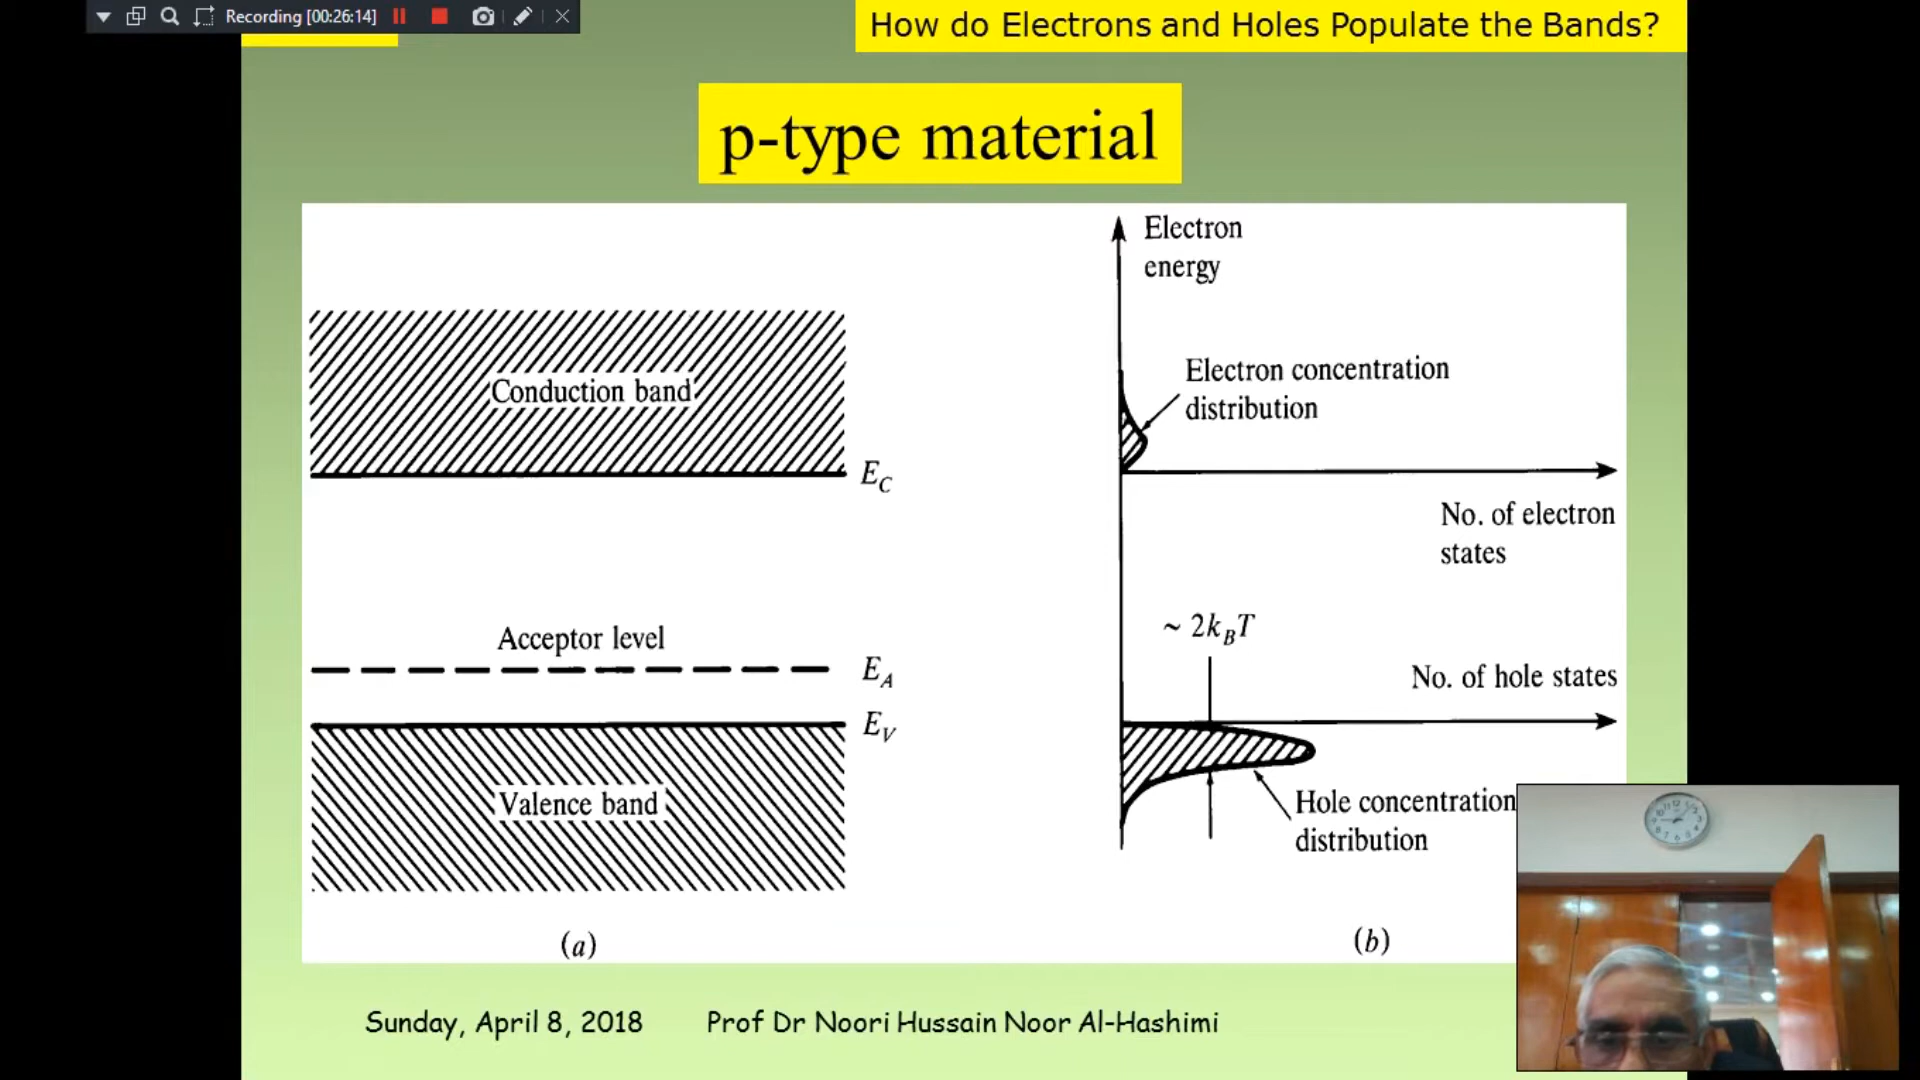 Recording [00:26:14]
How do Electrons and Holes Populate the Bands?
p-type material
Conduction band
E_C
Acceptor level
E_A
E_V
Valence band
(a)
Electron
energy
Electron concentration
distribution
No. of electron
states
~ 2k_BT
No. of hole states
Hole concentration
distribution
(b)
Sunday, April 8, 2018
Prof Dr Noori Hussain Noor Al-Hashimi